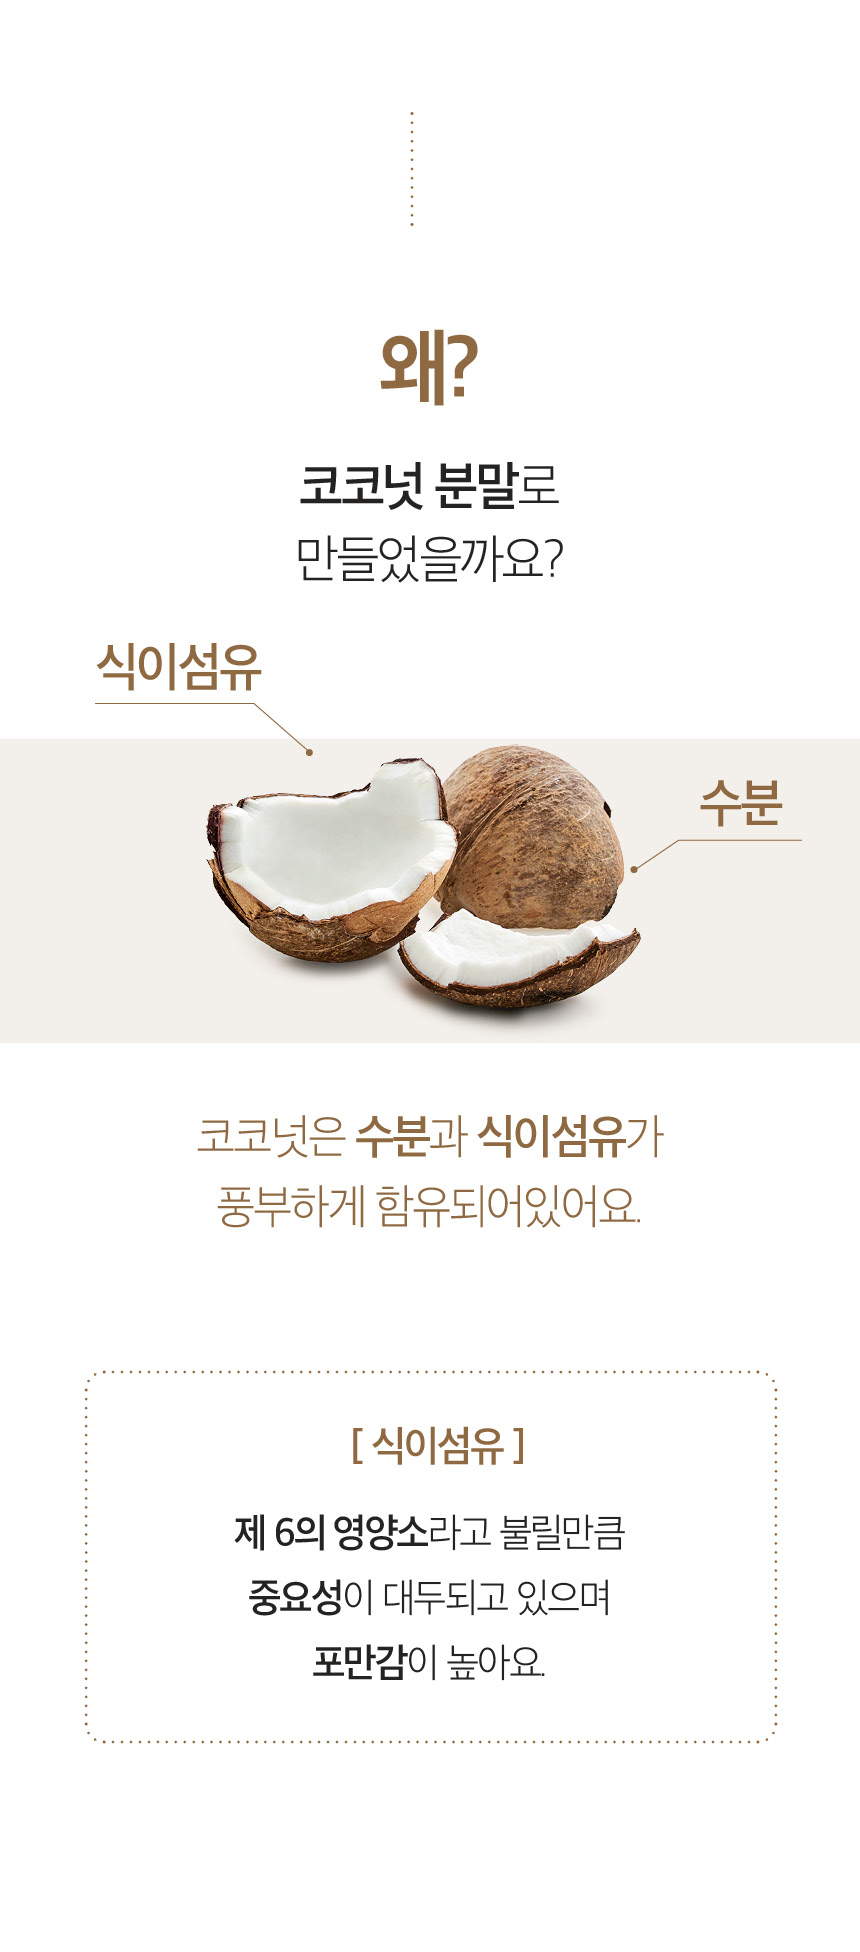 왜?
코코넛 분말로
만들었을까요?
식이섬유
수분
코코넛은 수분과 식이섬유가
풍부하게 함유되어있어요.
[ 식이섬유 ]
제 6의 영양소라고 불릴만큼
중요성이 대두되고 있으며
포만감이 높아요.